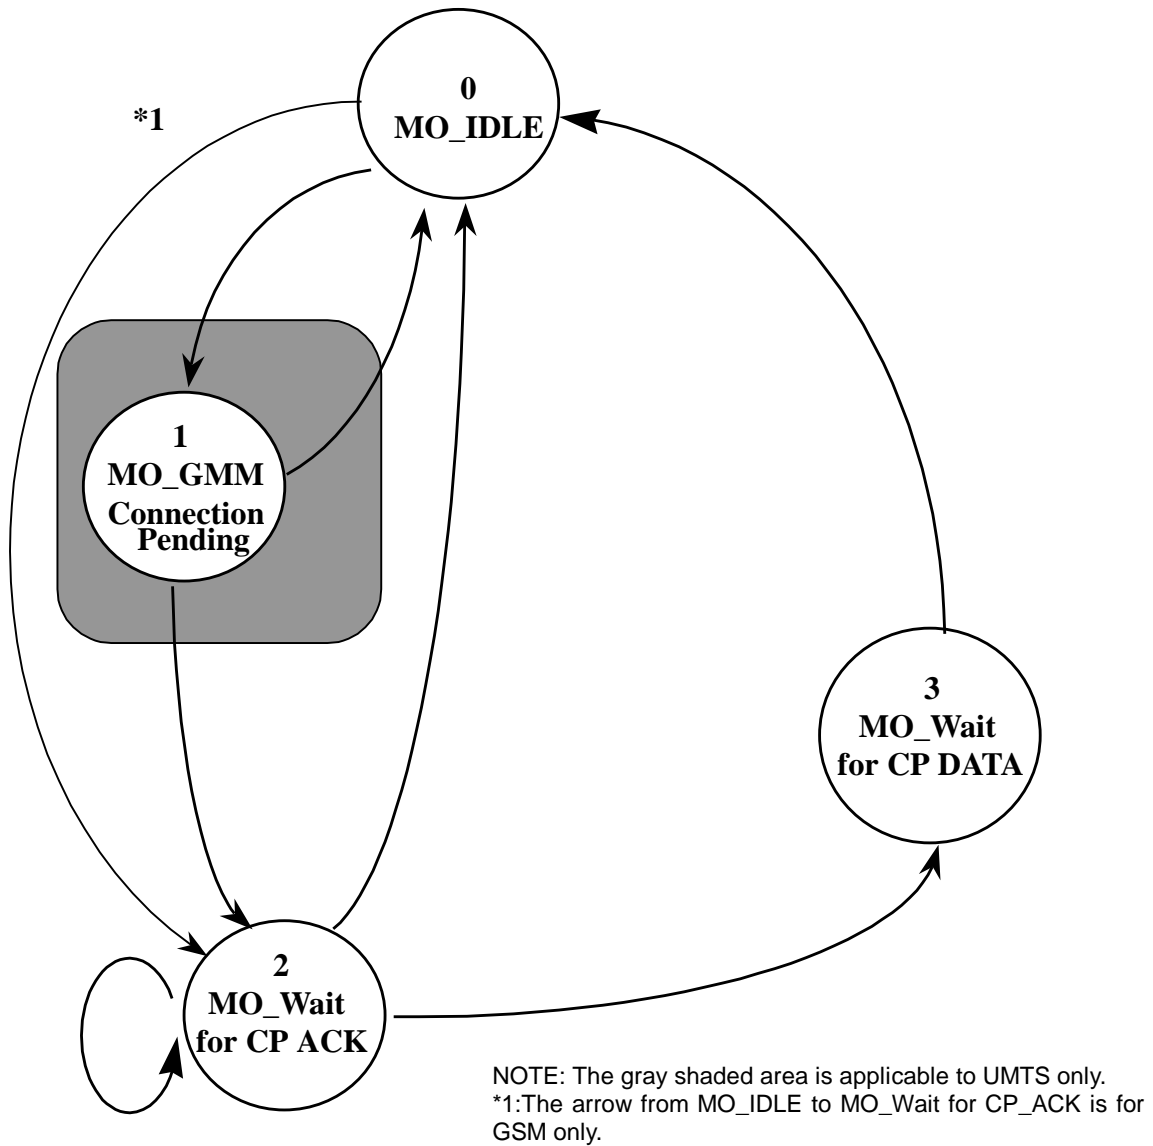 0
MO_IDLE
*1
1
MO_GMM
Connection
Pending
3
MO_Wait
for CP DATA
2
MO_Wait
for CP ACK
NOTE: The gray shaded area is applicable to UMTS only.
*1:The arrow from MO_IDLE to MO_Wait for CP_ACK is for
GSM only.